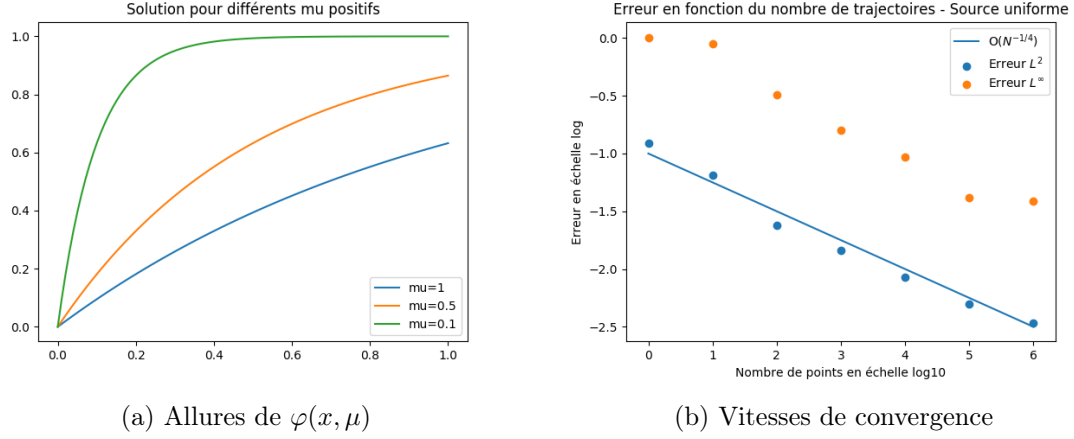 Solution pour différents mu positifs
1.0
0.8
0.6
0.4
0.2
0.0
0.0 0.2 0.4 0.6 0.8 1.0
mu=1
mu=0.5
mu=0.1
(a) Allures de φ(x, μ)
Erreur en fonction du nombre de trajectoires - Source uniforme
Erreur en échelle log
0.0
−0.5
−1.0
−1.5
−2.0
−2.5
0 1 2 3 4 5 6
Nombre de points en échelle log10
O(N^{−1/4})
Erreur L^2
Erreur L^∞
(b) Vitesses de convergence